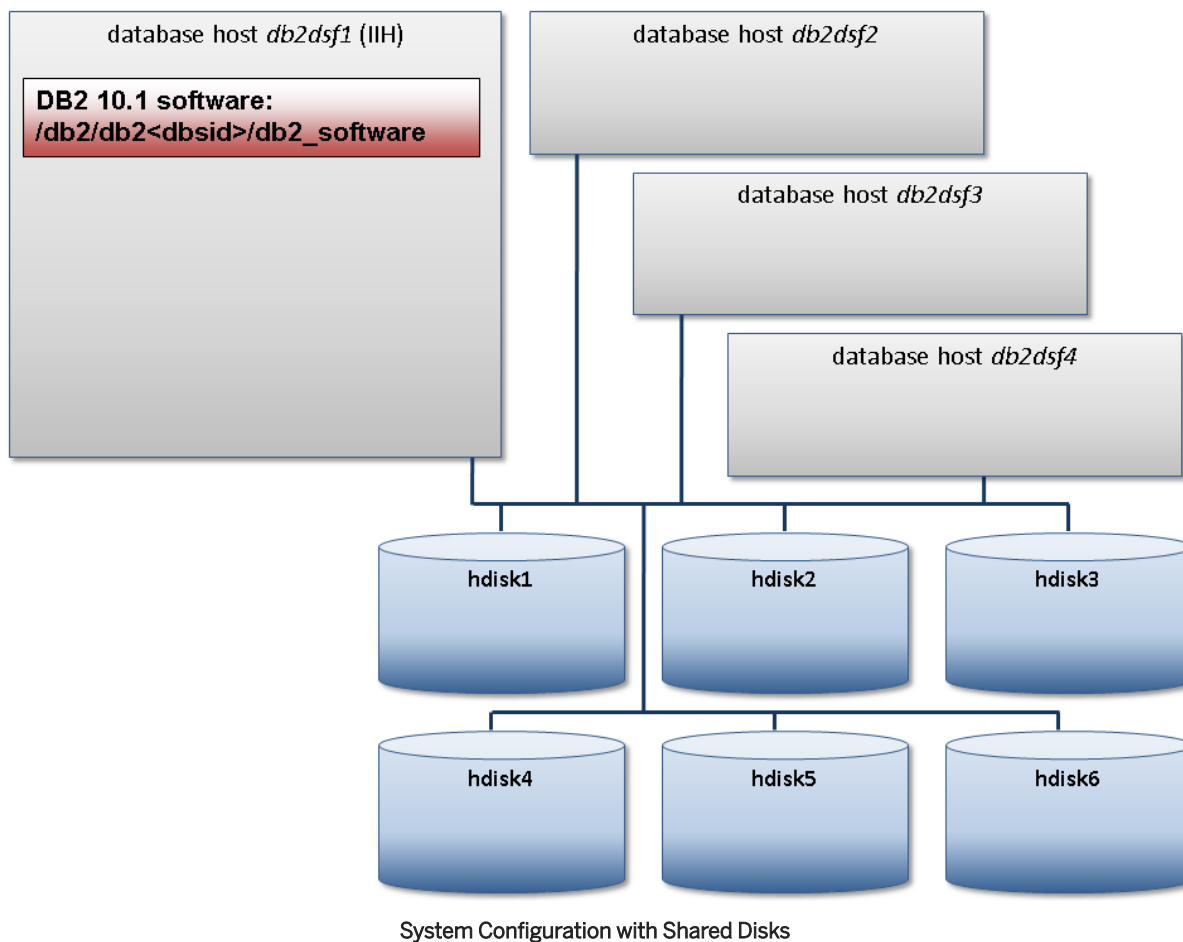 database host db2dsf1 (IIH)
DB2 10.1 software:
/db2/db2<dbsid>/db2_software
database host db2dsf2
database host db2dsf3
database host db2dsf4
hdisk1
hdisk2
hdisk3
hdisk4
hdisk5
hdisk6
System Configuration with Shared Disks